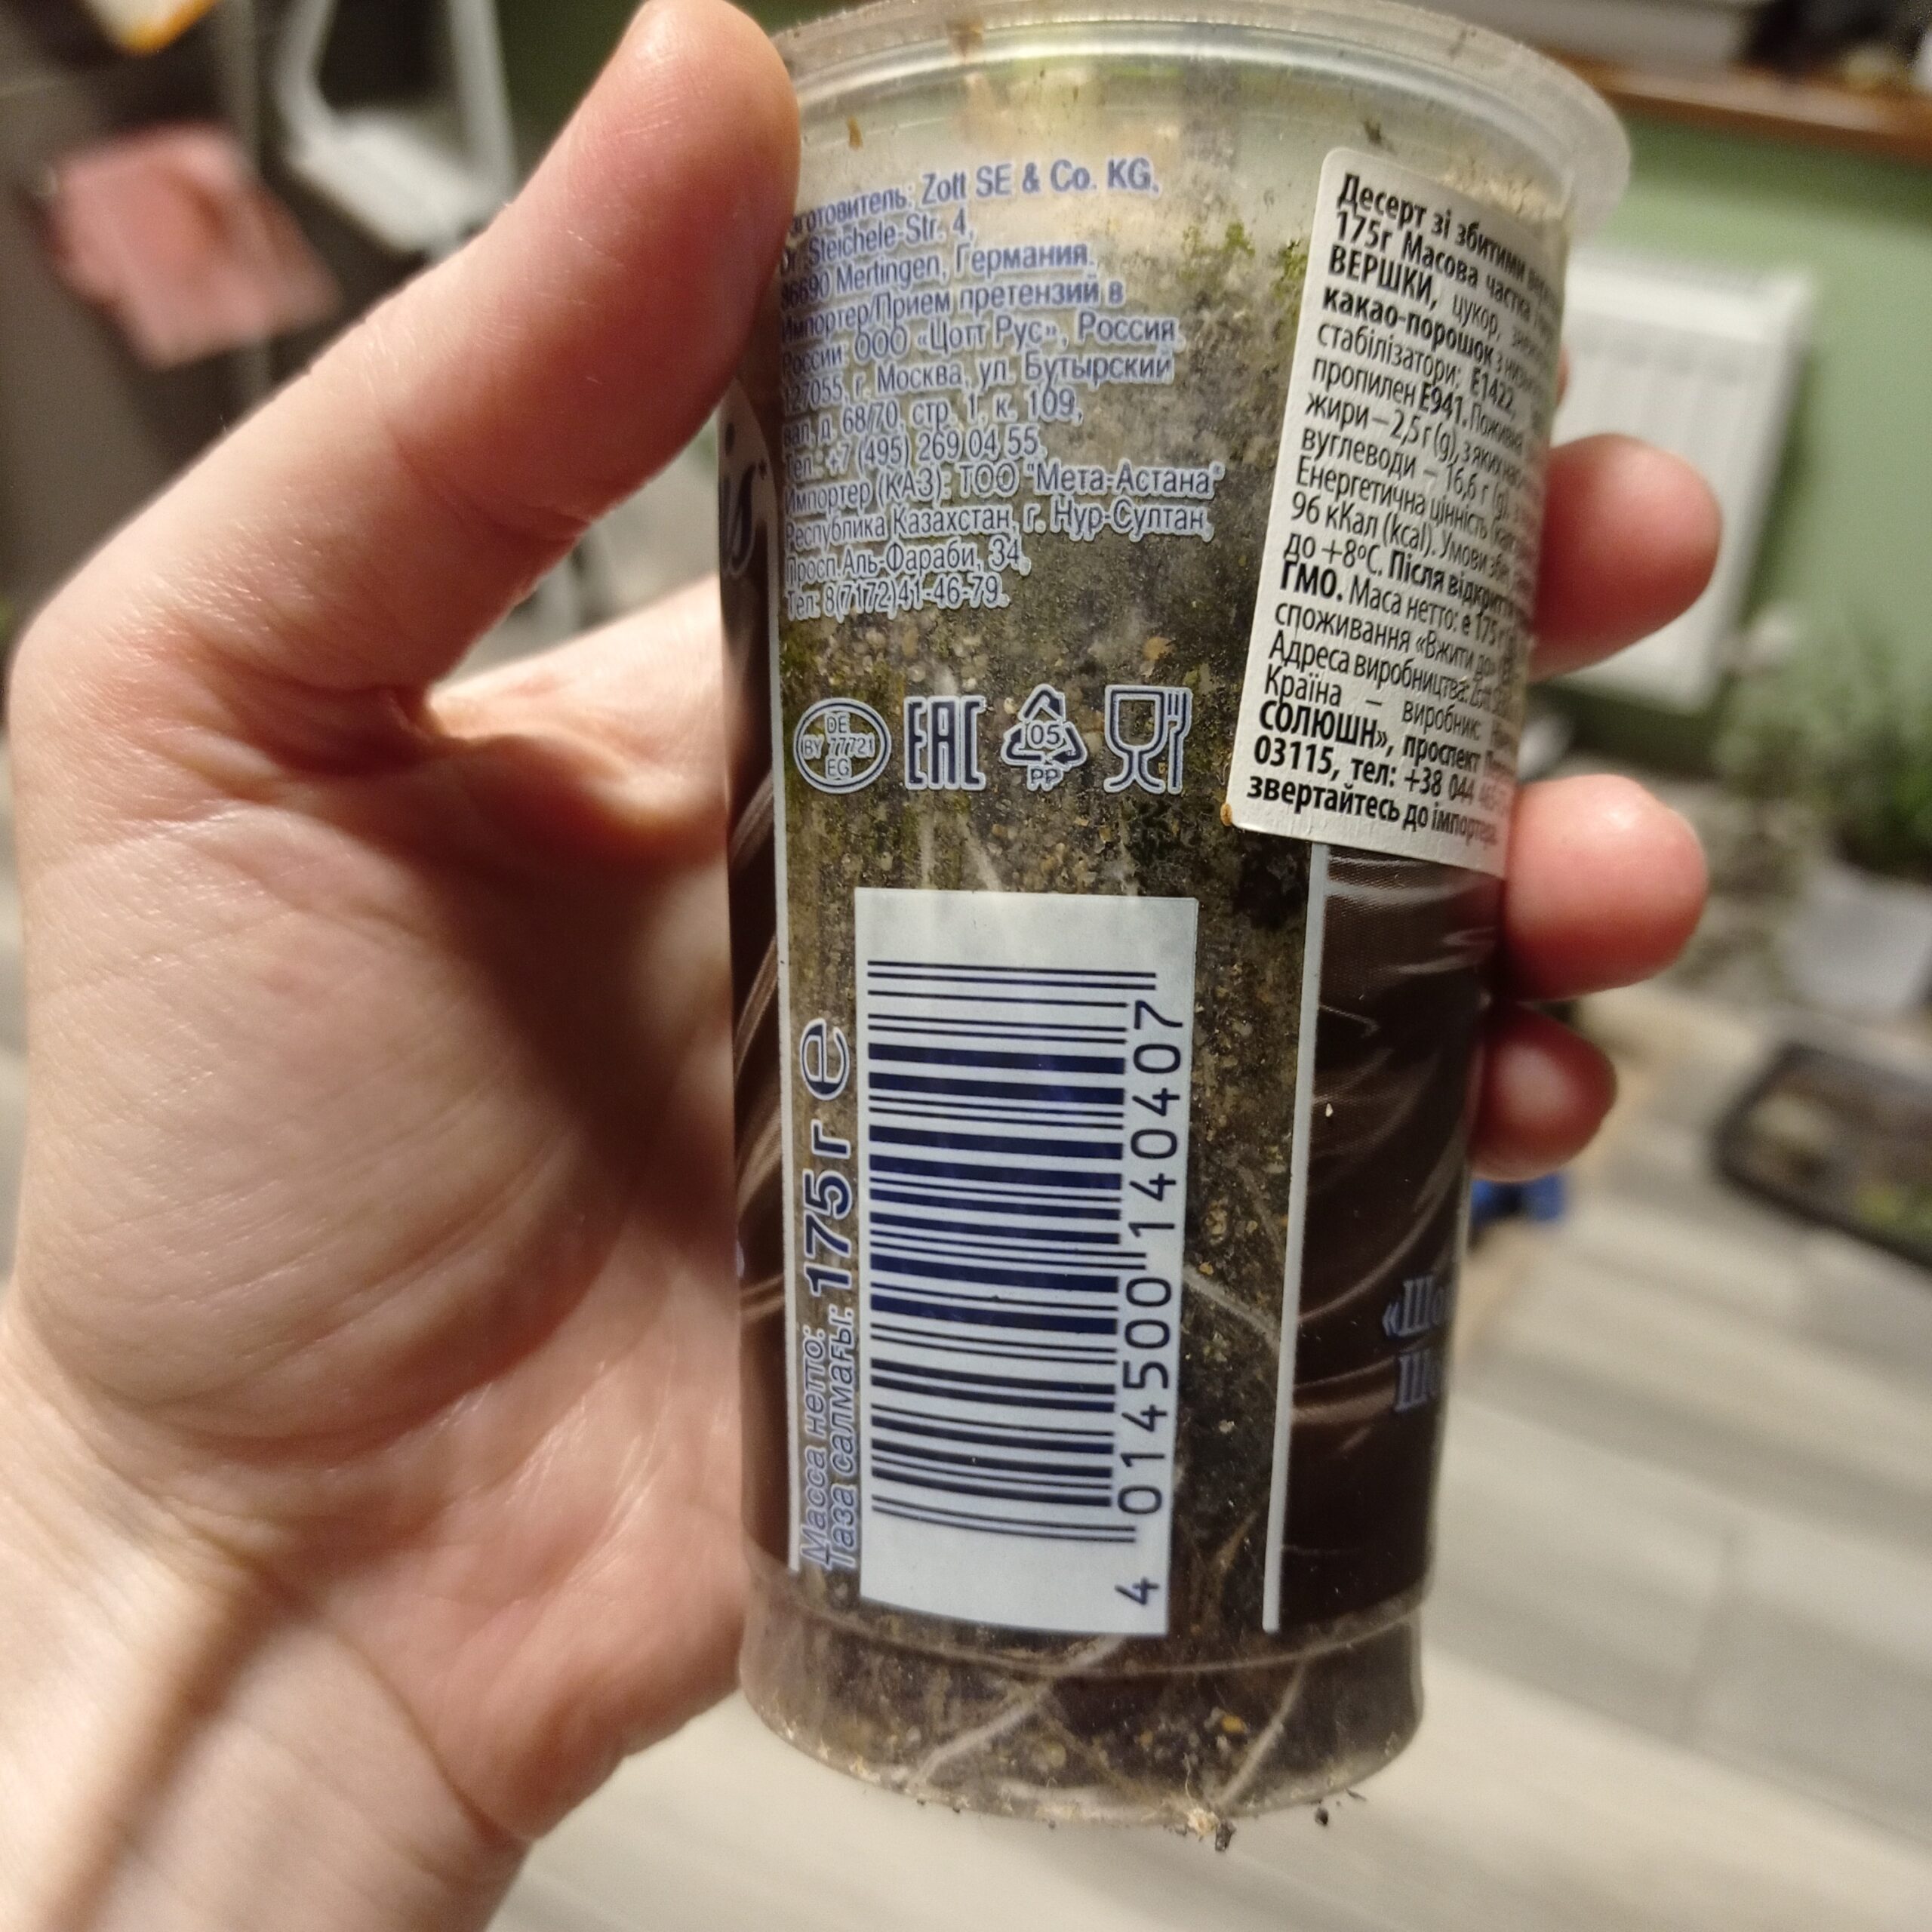 Zott SE & Co. KG,
Steichele-Str. 4,
86690 Mertingen, Германия.
Импортер/Прием претензий в
России: ООО «Цотт Рус», Россия,
127055, г. Москва, ул. Бутырский
вал, д. 68/70, стр. 1, к. 109,
Тел.: +7 (495) 269 04 55.
Импортер (КАЗ): ТОО "Мета-Астана"
Республика Казахстан, г. Нур-Султан,
просп. Аль-Фараби, 34,
Тел: 8(7172)41-46-79.
DE
BY 77721
EG
EAC
05
PP
Масса нетто:
Таза салмағы:
175 г e
4 014500 140407
Десерт зі збитими
175г Масова частка
ВЕРШКИ, цукор,
какао-порошок з
стабілізатори: E1422,
пропилен E941.
жири – 2,5 г (g), з яких
вуглеводи – 16,6 г (g),
Енергетична цінність
96 кКал (kcal). Умови
до +8°C. Після відкриття
ГМО. Маса нетто: e 175 г
споживання «Вжити до»
Адреса виробництва:
Країна – виробник:
СОЛЮШН», проспект
03115, тел: +38 044
звертайтесь до імпортера.